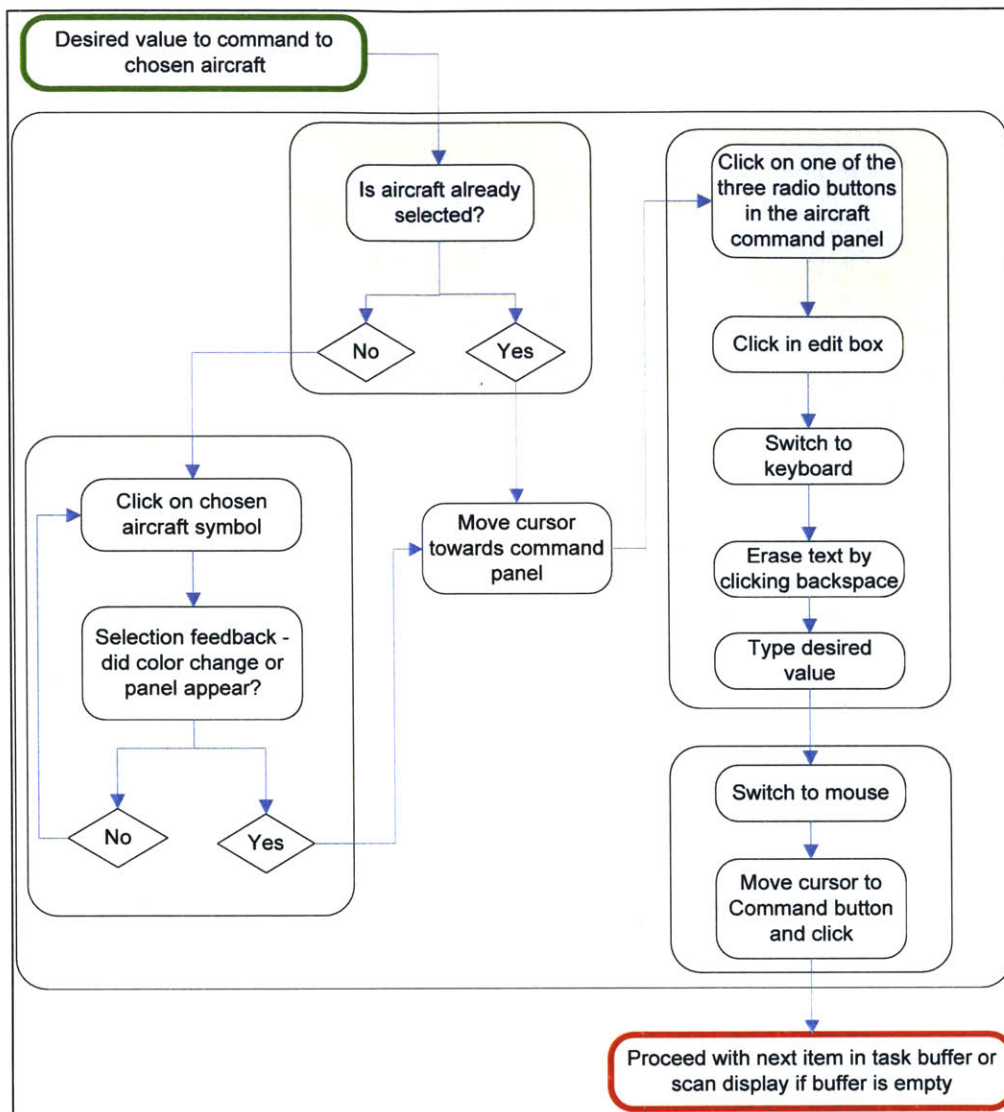 Desired value to command to
chosen aircraft
Is aircraft already
selected?
No
Yes
Click on chosen
aircraft symbol
Selection feedback -
did color change or
panel appear?
No
Yes
Move cursor
towards command
panel
Click on one of the
three radio buttons
in the aircraft
command panel
Click in edit box
Switch to
keyboard
Erase text by
clicking backspace
Type desired
value
Switch to mouse
Move cursor to
Command button
and click
Proceed with next item in task buffer or
scan display if buffer is empty